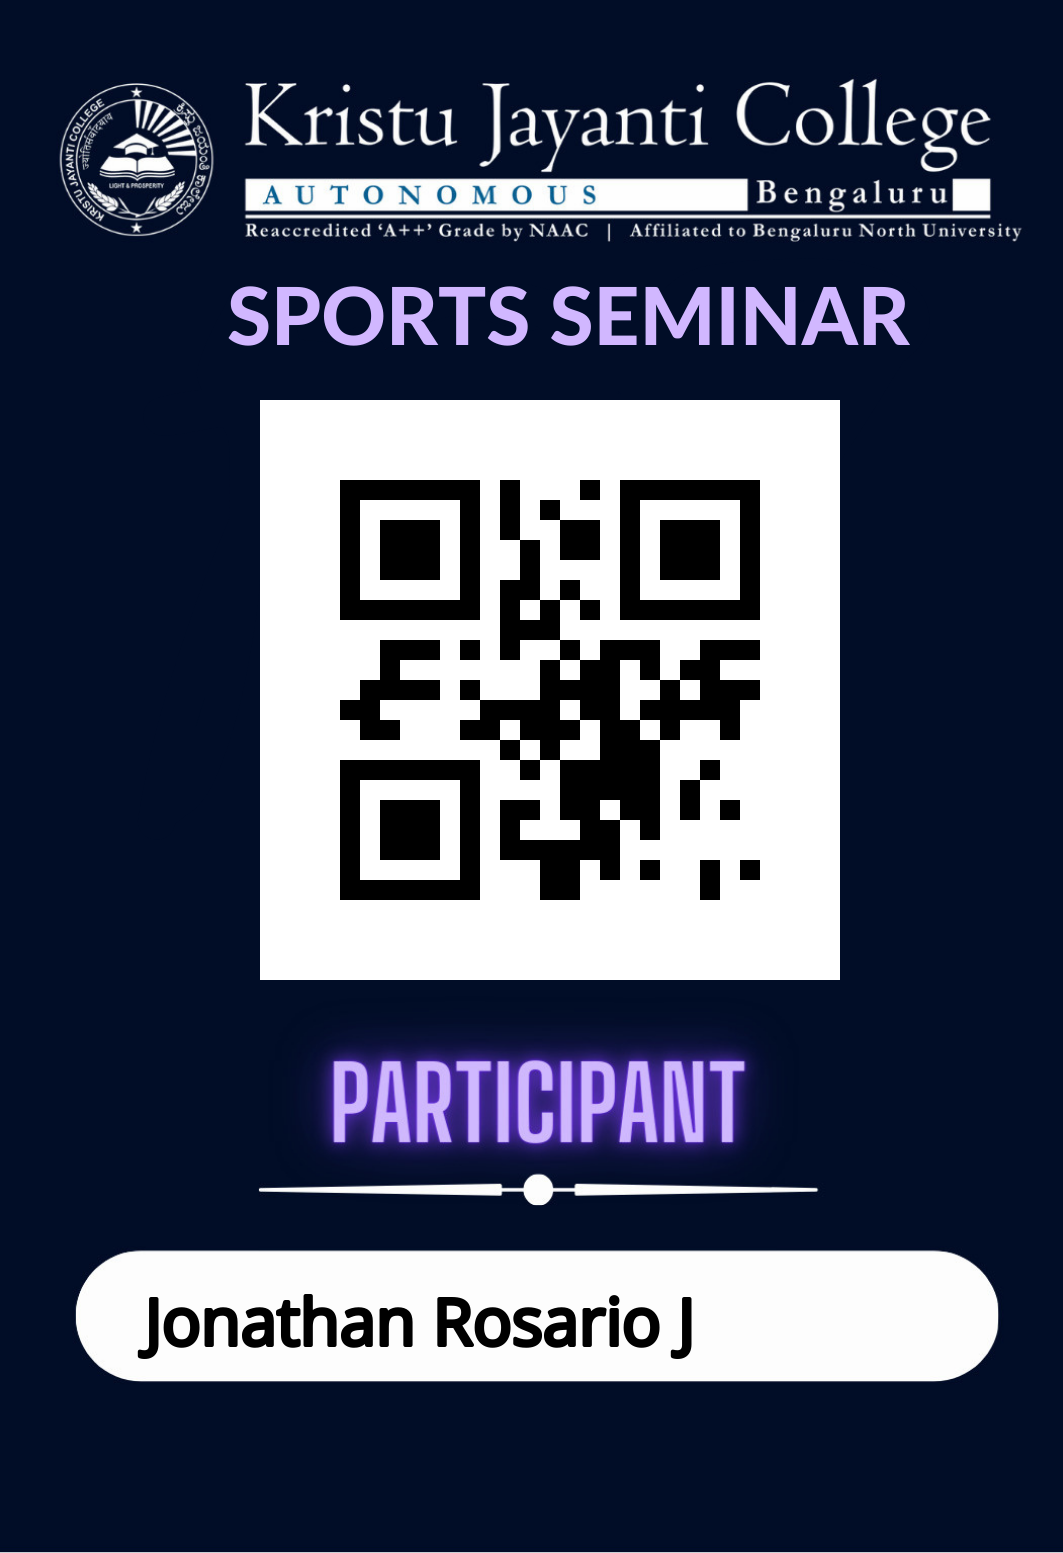 KRISTU JAYANTI COLLEGE
LIGHT & PROSPERITY
Kristu Jayanti College
AUTONOMOUS
Bengaluru
Reaccredited ‘A++’ Grade by NAAC | Affiliated to Bengaluru North University
SPORTS SEMINAR
PARTICIPANT
Jonathan Rosario J